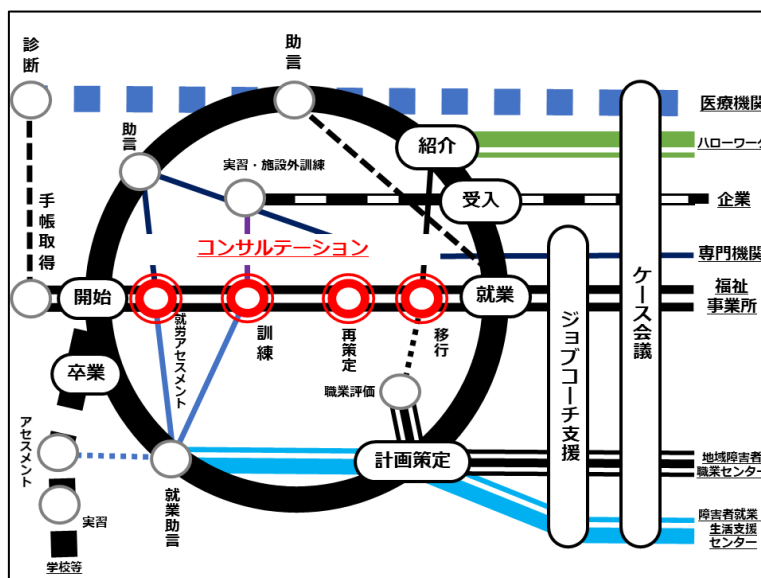 診断
助言
医療機関
助言
紹介
ハローワーク
実習・施設外訓練
手帳取得
受入
企業
コンサルテーション
専門機関
ケース会議
開始
就業
福祉
事業所
就労アセスメント
訓練
再策定
移行
ジョブコーチ支援
卒業
職業評価
アセスメント
計画策定
地域障害者
職業センター
就業助言
実習
障害者就業
生活支援
センター
学校等